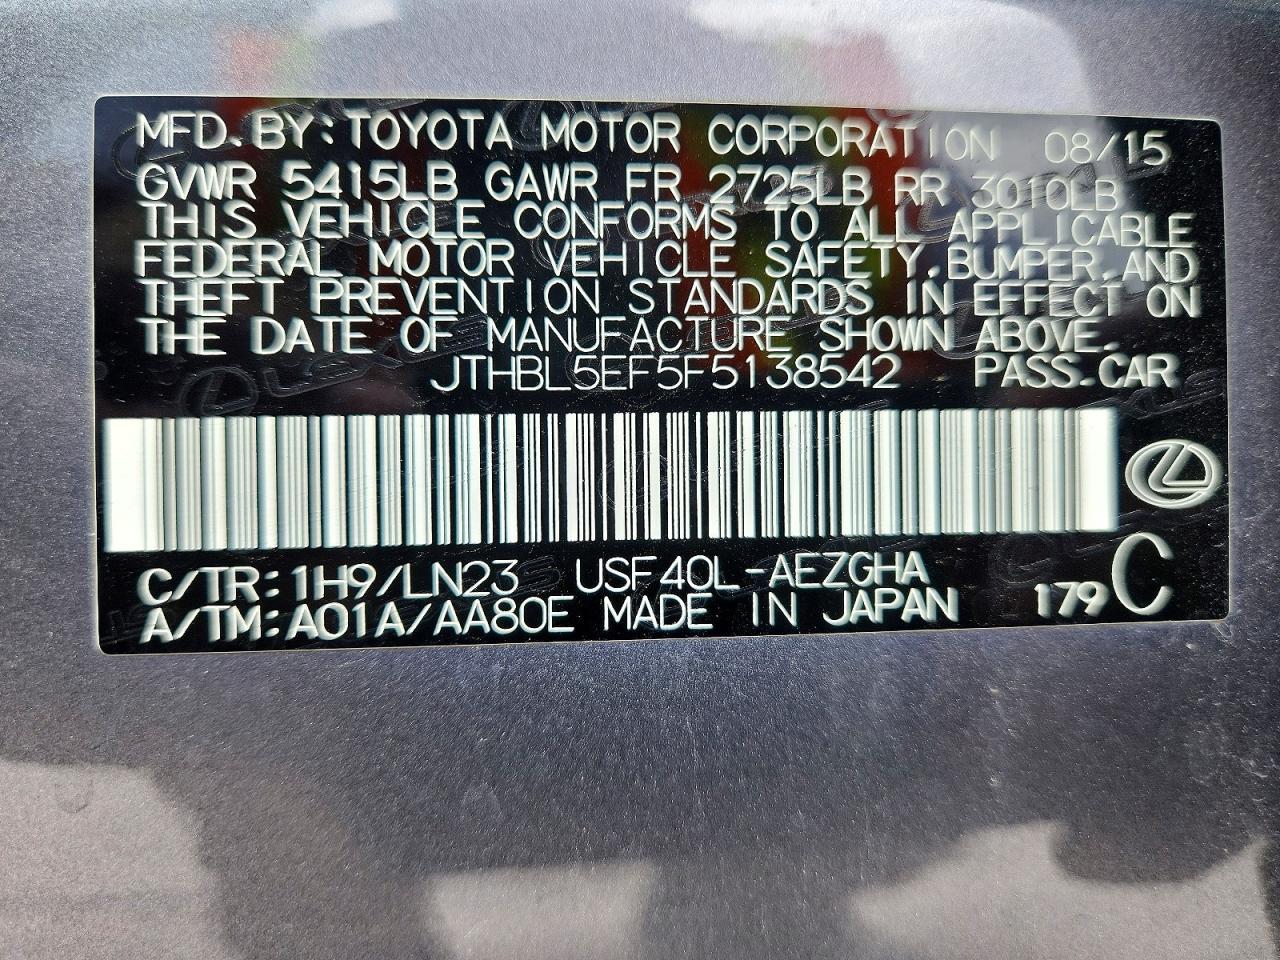 MFD. BY: TOYOTA MOTOR CORPORATION 08/15
GVWR 5415LB GAWR FR 2725LB RR 3010LB
THIS VEHICLE CONFORMS TO ALL APPLICABLE
FEDERAL MOTOR VEHICLE SAFETY, BUMPER, AND
THEFT PREVENTION STANDARDS IN EFFECT ON
THE DATE OF MANUFACTURE SHOWN ABOVE.
JTHBL5EF5F5138542 PASS. CAR
C/TR: 1H9/LN23 USF40L-AEZGHA
A/TM: A01A/AA80E MADE IN JAPAN 179 C